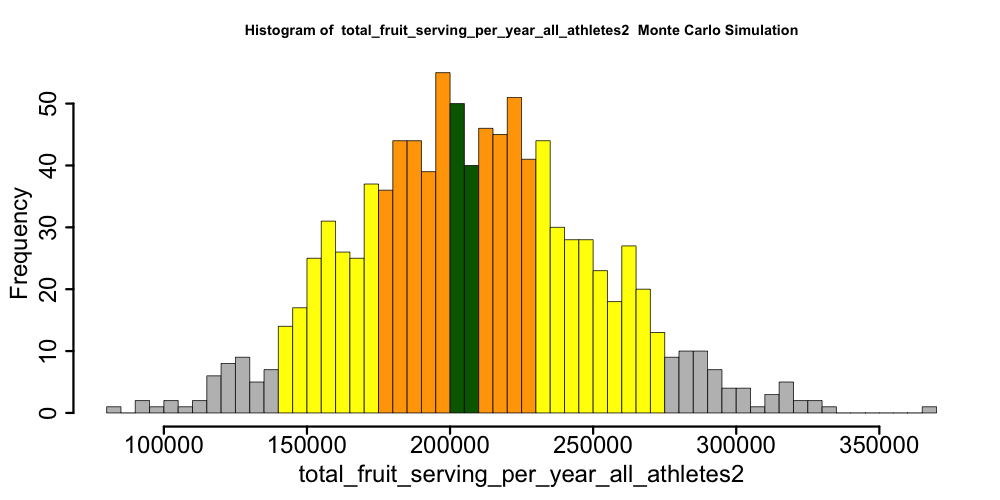 Histogram of  total_fruit_serving_per_year_all_athletes2  Monte Carlo Simulation
Frequency
50
40
30
20
10
0
100000 150000 200000 250000 300000 350000
total_fruit_serving_per_year_all_athletes2